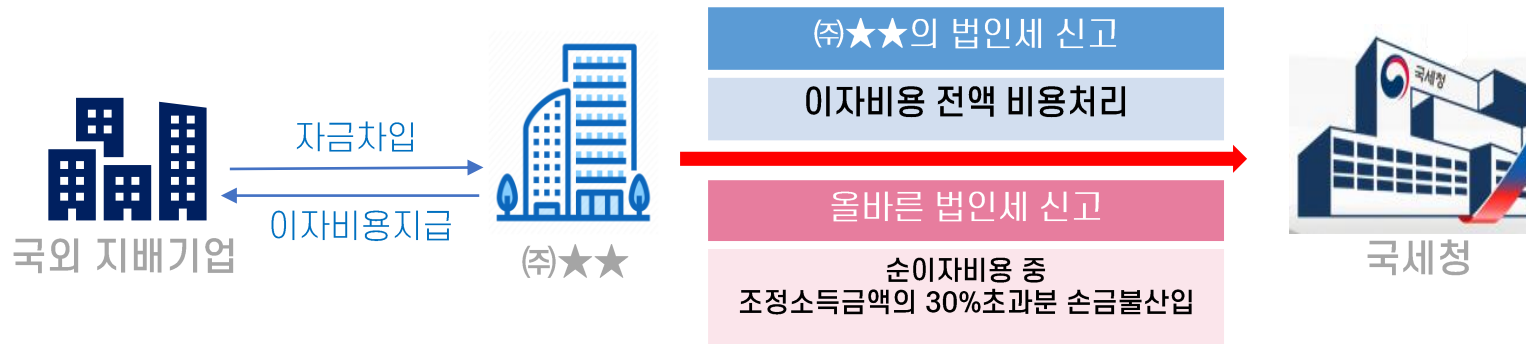 ㈜★★의 법인세 신고
이자비용 전액 비용처리
국세청
자금차입
이자비용지급
올바른 법인세 신고
순이자비용 중
조정소득금액의 30%초과분 손금불산입
국외 지배기업
㈜★★
국세청